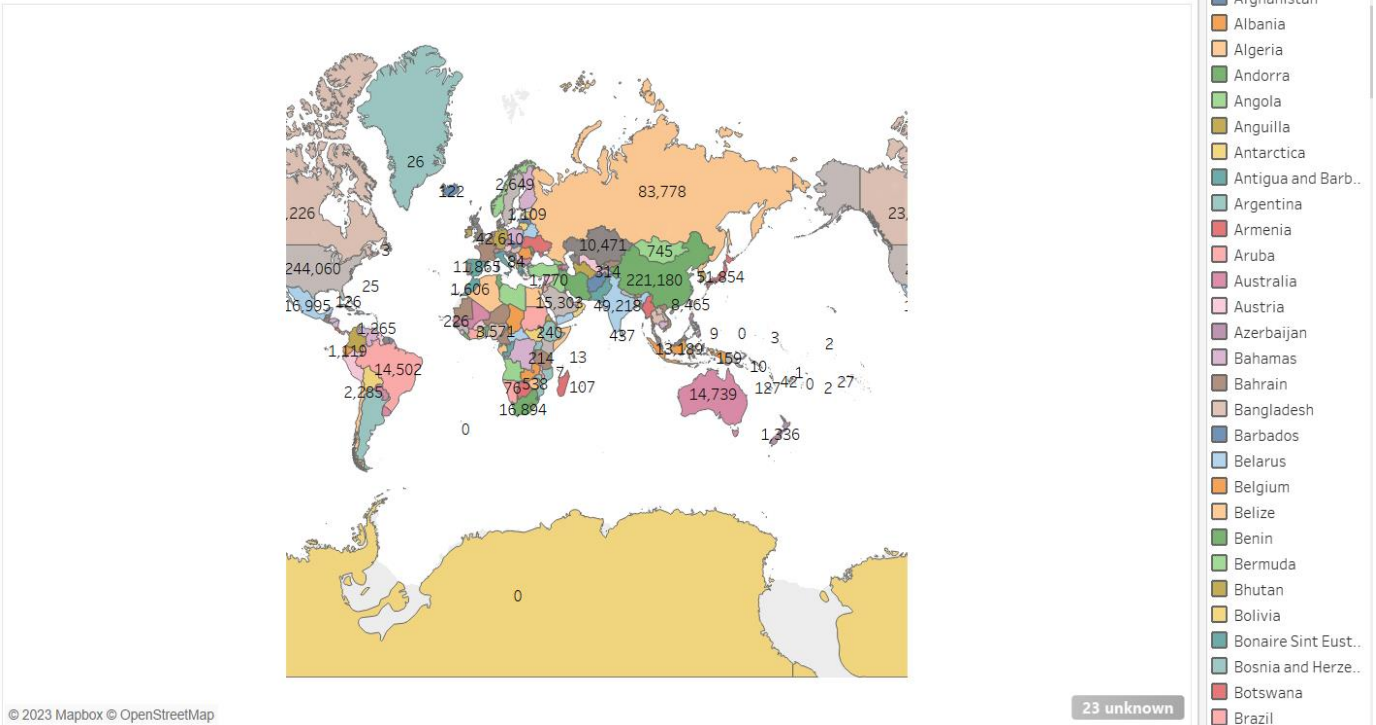 26
122
2,649
1,109
83,778
,226
23,
42,610
3
10,471
745
244,060
11,865
84
314
221,180
51,854
25
1,606
1,770
16,995
126
15,303
49,218
8,465
226
3,571
240
437
9
0
3
2
1,265
1,119
13,189
159
14,502
214
13
7
10
1
2,285
76
538
107
14,739
187
42
0
2
27
16,894
0
1,336
0
Albania
Algeria
Andorra
Angola
Anguilla
Antarctica
Antigua and Barb..
Argentina
Armenia
Aruba
Australia
Austria
Azerbaijan
Bahamas
Bahrain
Bangladesh
Barbados
Belarus
Belgium
Belize
Benin
Bermuda
Bhutan
Bolivia
Bonaire Sint Eust..
Bosnia and Herze..
Botswana
Brazil
23 unknown
© 2023 Mapbox © OpenStreetMap